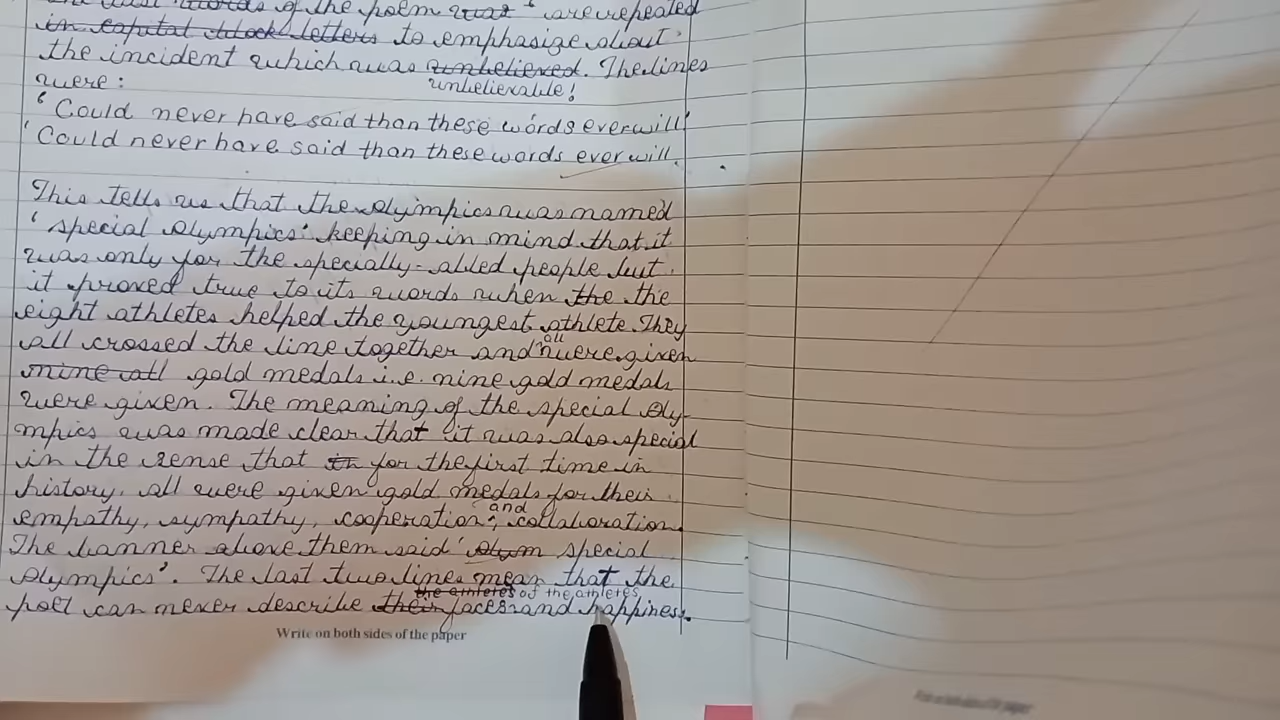 words of the poem was are repeated
in capital block letters to emphasize about
the incident which was unbelieved. The lines
were: unbelievable!
'Could never have said than these words ever will'
'Could never have said than these words ever will.
This tells us that the olympics was named
'special olympics' keeping in mind that it
was only for the specially-abled people but
it proved true to its words when the the
eight athletes helped the youngest athlete. They
all crossed the line together and all were given
nine all gold medals i.e. nine gold medals
were given. The meaning of the special Oly-
mpics was made clear that it was also special
in the sense that in for the first time in
history, all were given gold medals for their
empathy, sympathy, cooperation, and collaboration.
The banner above them said 'olym special
olympics'. The last two lines mean that the
the athletes of the athletes
poet can never describe their faces and happiness.
Write on both sides of the paper